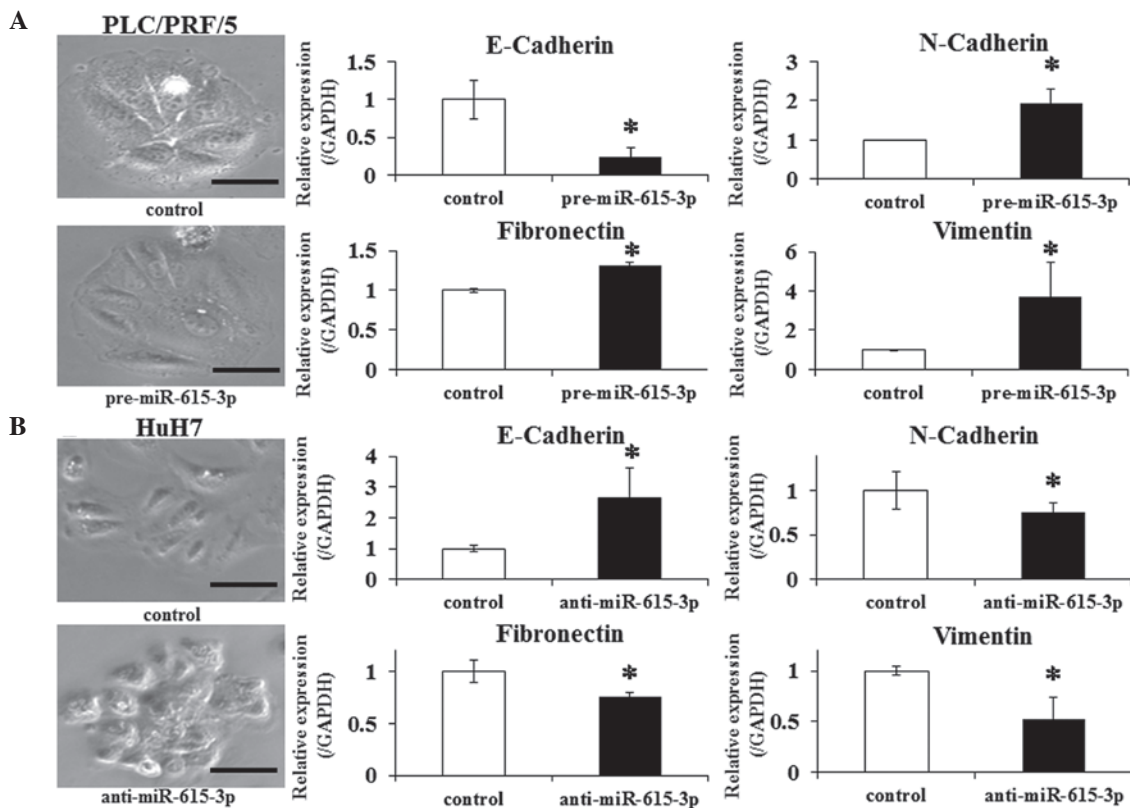 A
PLC/PRF/5
control
pre-miR-615-3p
E-Cadherin
Relative expression
(/GAPDH)
1.5
1
0.5
0
*
control
pre-miR-615-3p
N-Cadherin
Relative expression
(/GAPDH)
3
2
1
0
*
control
pre-miR-615-3p
Fibronectin
Relative expression
(/GAPDH)
1.5
1
0.5
0
*
control
pre-miR-615-3p
Vimentin
Relative expression
(/GAPDH)
6
4
2
0
*
control
pre-miR-615-3p
B
HuH7
control
anti-miR-615-3p
E-Cadherin
Relative expression
(/GAPDH)
4
3
2
1
0
*
control
anti-miR-615-3p
N-Cadherin
Relative expression
(/GAPDH)
1
0.5
0
*
control
anti-miR-615-3p
Fibronectin
Relative expression
(/GAPDH)
1
0.5
0
*
control
anti-miR-615-3p
Vimentin
Relative expression
(/GAPDH)
1
0.5
0
*
control
anti-miR-615-3p